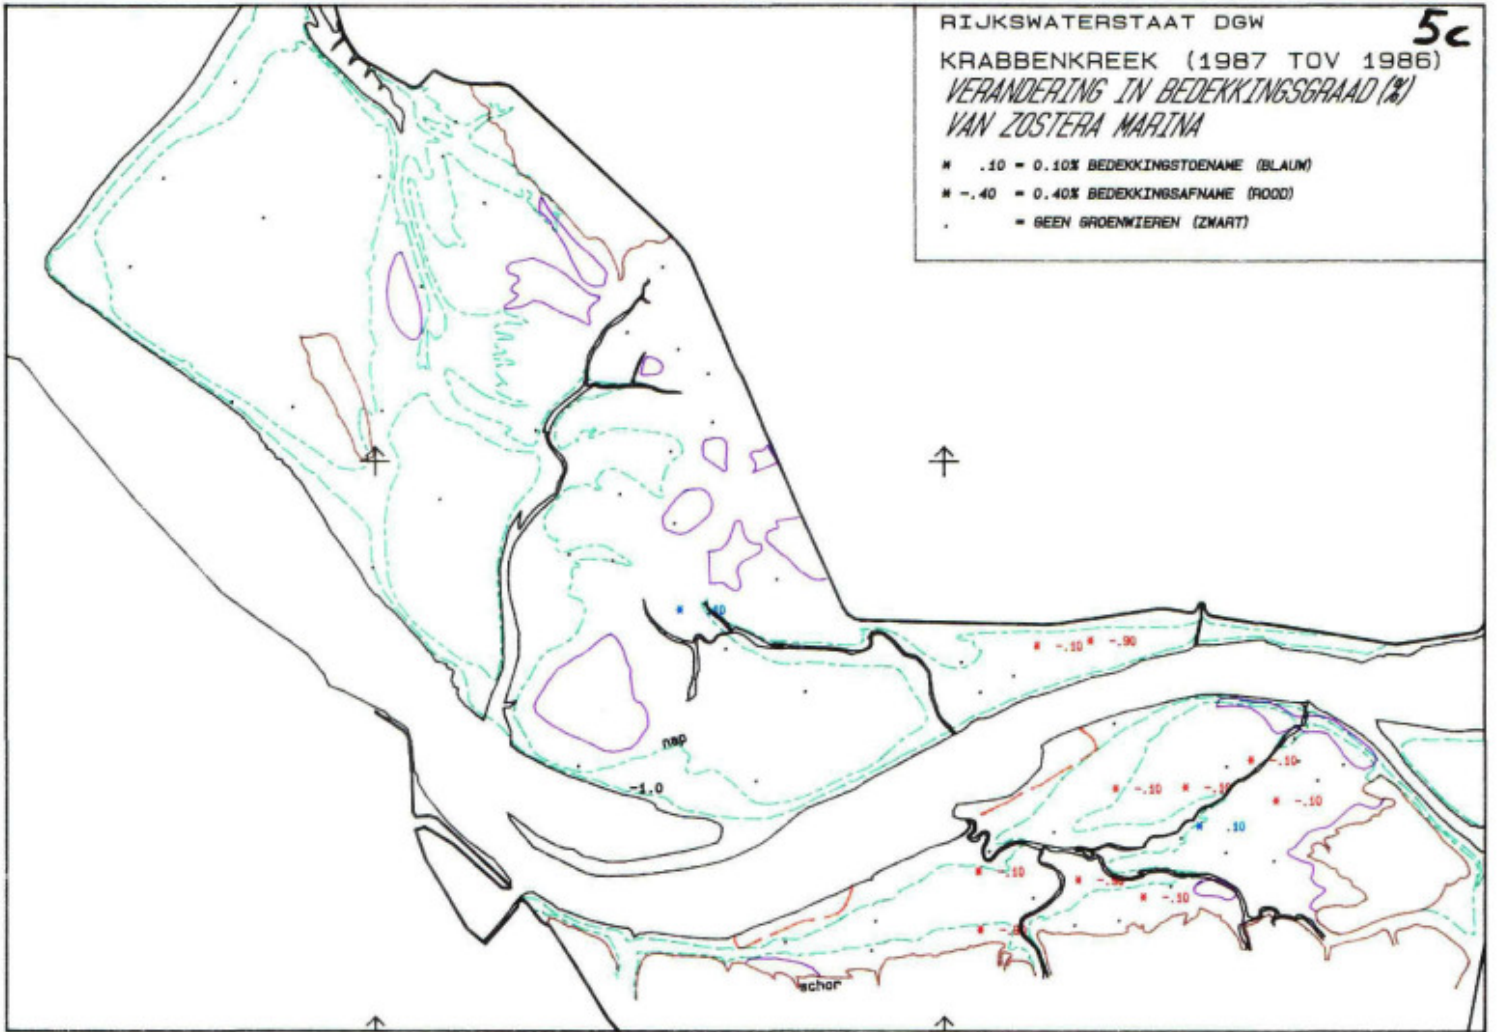 RIJKSWATERSTAAT DGW
5c
KRABBENKREEK (1987 TOV 1986)
VERANDERING IN BEDEKKINGSGRAAD (%)
VAN ZOSTERA MARINA
* .10 = 0.10% BEDEKKINGSTOENAME (BLAUW)
* -.40 = 0.40% BEDEKKINGSAFNAME (ROOD)
. = GEEN GROENWIEREN (ZWART)
* -.10 * -.90
nap
-1.0
* -.10
* -.10 * -.10
* -.10
* .10
* -.10
* -.10
schor